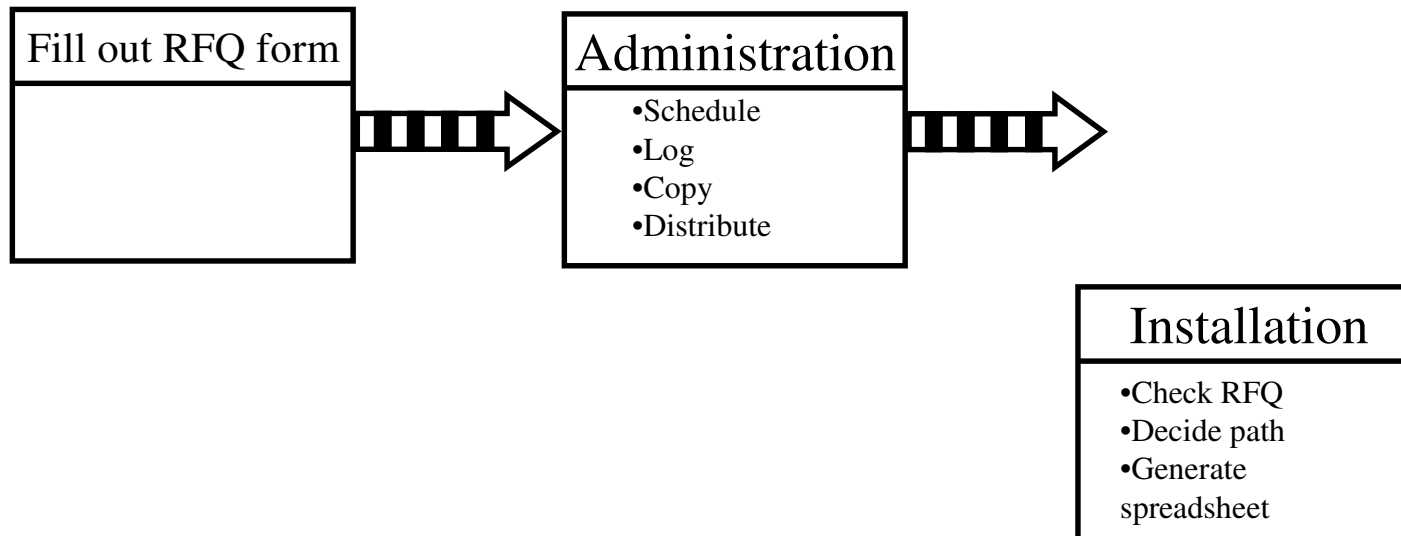 Fill out RFQ form
Administration
•Schedule
•Log
•Copy
•Distribute
Installation
•Check RFQ
•Decide path
•Generate
spreadsheet